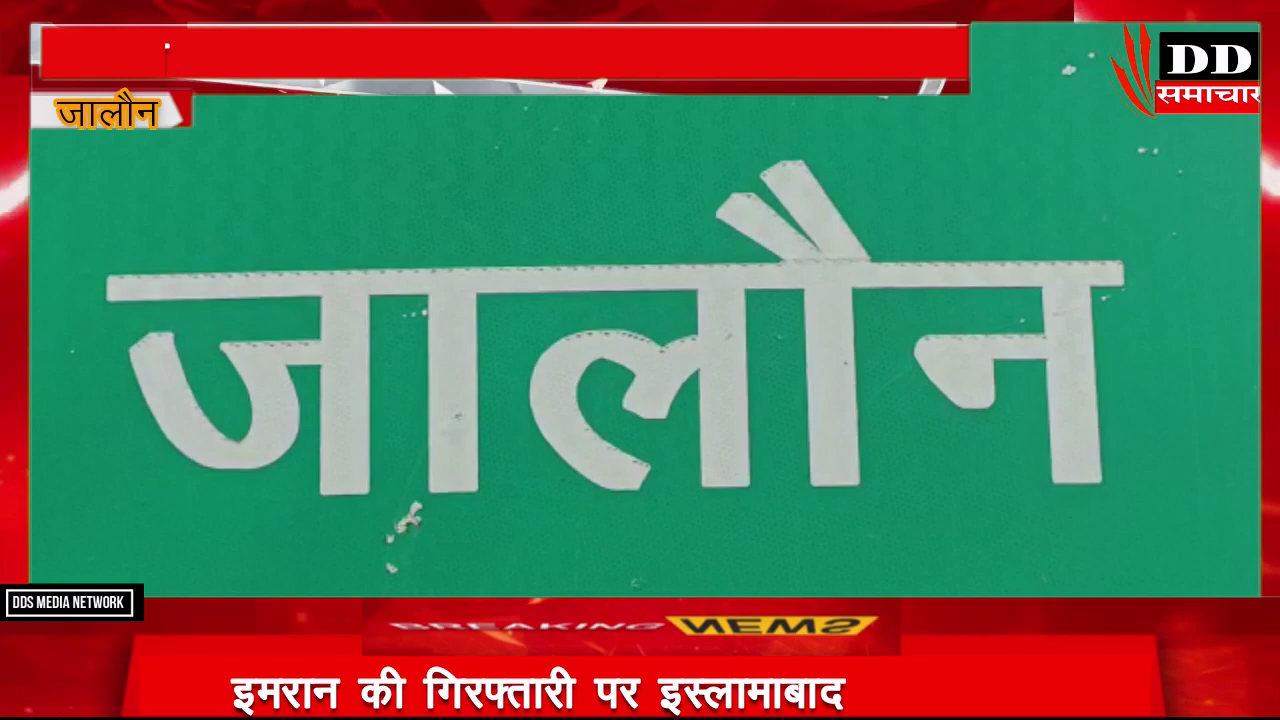 DD
समाचार
जालौन
जालौन
DDS MEDIA NETWORK
BREAKING NEWS
इमरान की गिरफ्तारी पर इस्लामाबाद